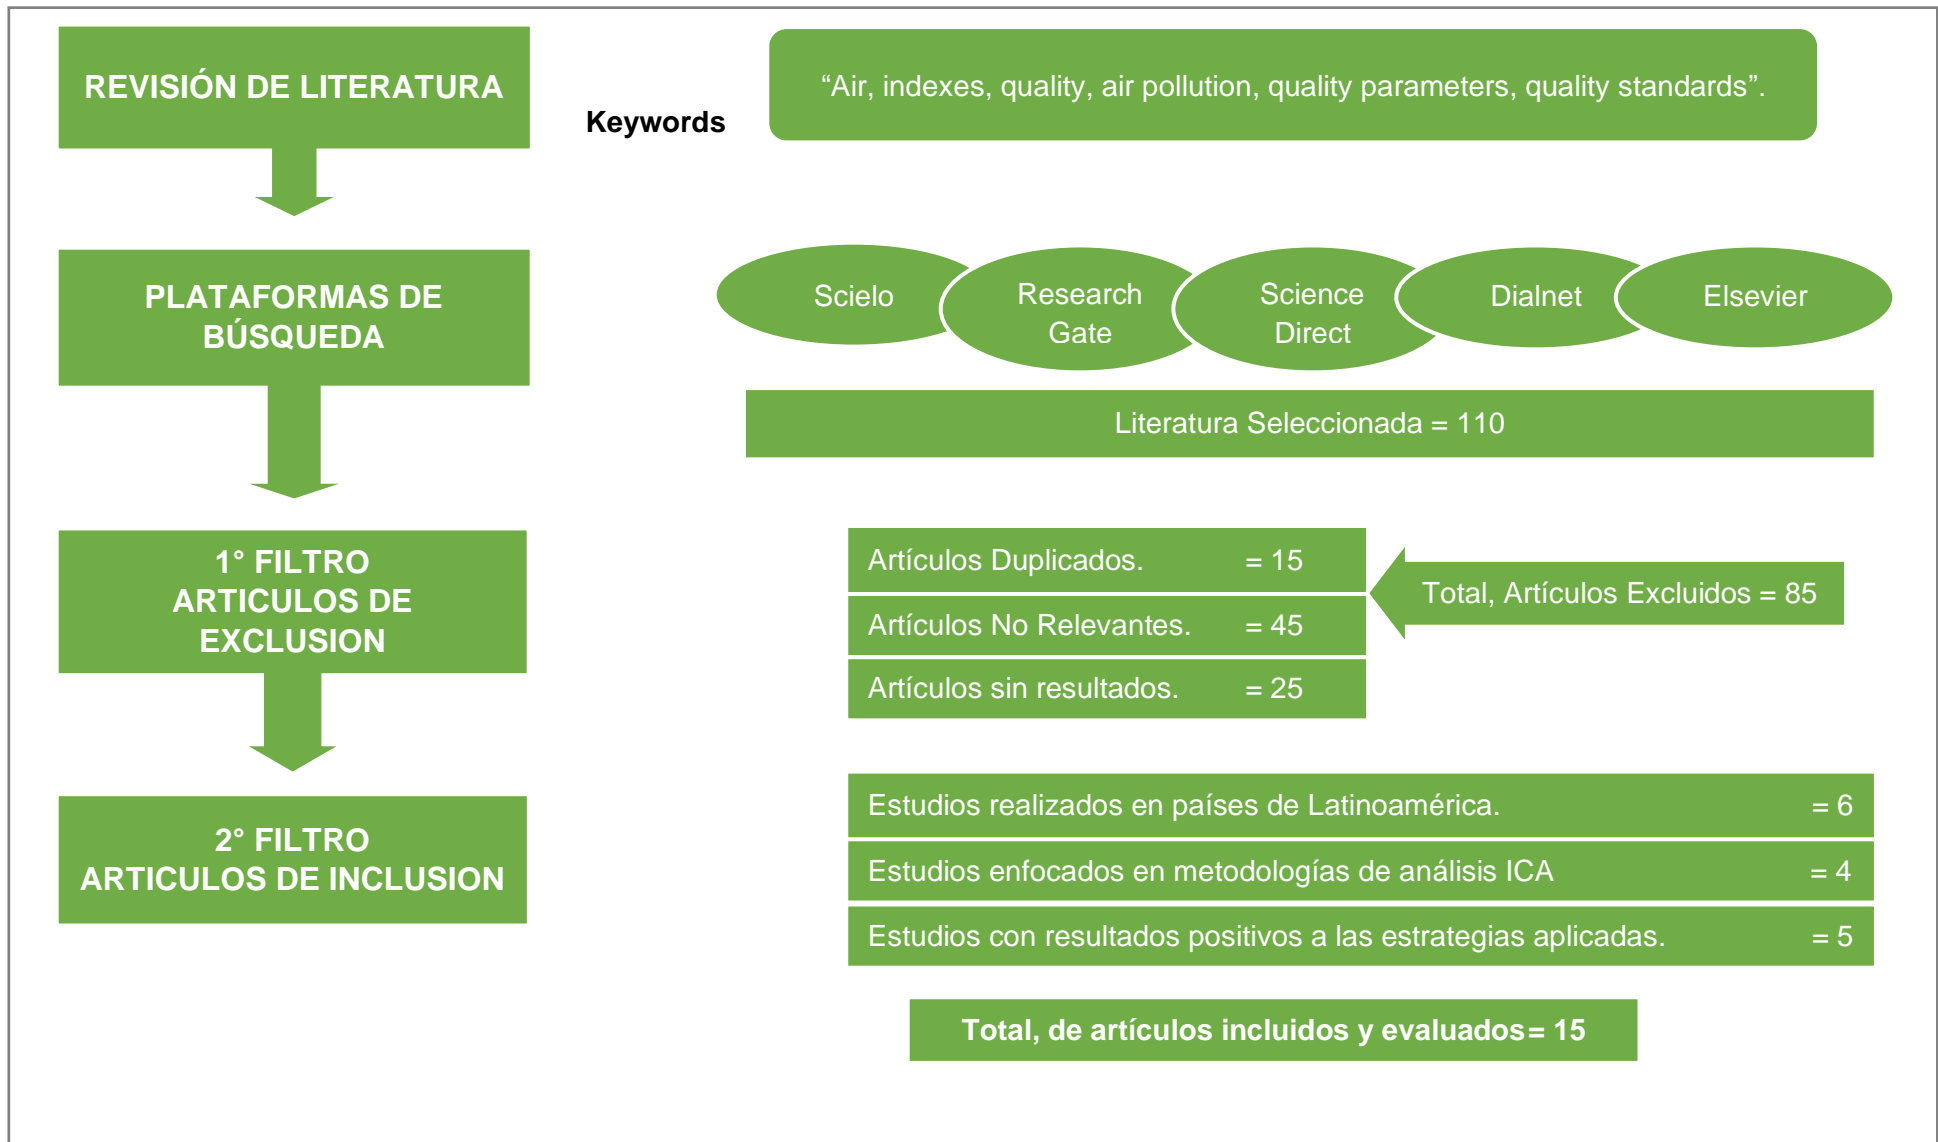 REVISIÓN DE LITERATURA
Keywords
“Air, indexes, quality, air pollution, quality parameters, quality standards”.
PLATAFORMAS DE
BÚSQUEDA
Scielo
Research
Gate
Science
Direct
Dialnet
Elsevier
Literatura Seleccionada = 110
1° FILTRO
ARTICULOS DE
EXCLUSION
Artículos Duplicados. = 15
Artículos No Relevantes. = 45
Artículos sin resultados. = 25
Total, Artículos Excluidos = 85
2° FILTRO
ARTICULOS DE INCLUSION
Estudios realizados en países de Latinoamérica. = 6
Estudios enfocados en metodologías de análisis ICA = 4
Estudios con resultados positivos a las estrategias aplicadas. = 5
Total, de artículos incluidos y evaluados= 15